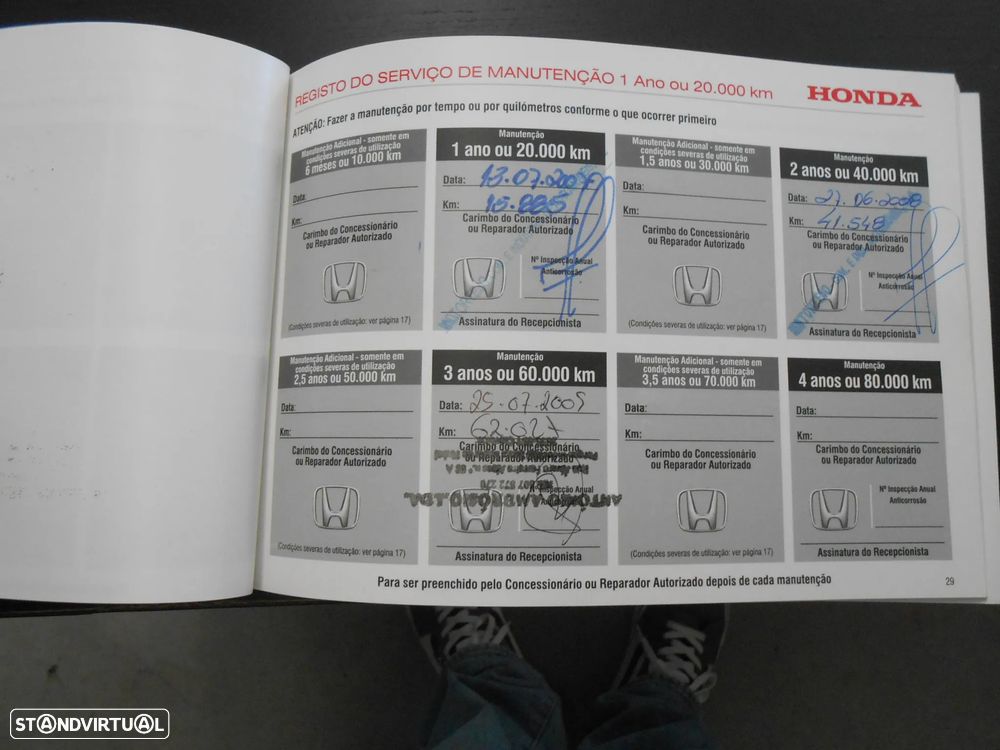 REGISTO DO SERVIÇO DE MANUTENÇÃO 1 Ano ou 20.000 km
HONDA
ATENÇÃO: Fazer a manutenção por tempo ou por quilómetros conforme o que ocorrer primeiro
Manutenção Adicional - somente em
condições severas de utilização
6 meses ou 10.000 km
Data:
Km:
Carimbo do Concessionário
ou Reparador Autorizado
(Condições severas de utilização: ver página 17)
Manutenção
1 ano ou 20.000 km
Data: 13.07.2007
Km: 15.885
Carimbo do Concessionário
ou Reparador Autorizado
Nº Inspecção Anual
Anticorrosão
Assinatura do Recepcionista
Manutenção Adicional - somente em
condições severas de utilização
1,5 anos ou 30.000 km
Data:
Km:
Carimbo do Concessionário
ou Reparador Autorizado
(Condições severas de utilização: ver página 17)
Manutenção
2 anos ou 40.000 km
Data: 27.06.2008
Km: 41.548
Carimbo do Concessionário
ou Reparador Autorizado
Nº Inspecção Anual
Anticorrosão
Assinatura do Recepcionista
Manutenção Adicional - somente em
condições severas de utilização
2,5 anos ou 50.000 km
Data:
Km:
Carimbo do Concessionário
ou Reparador Autorizado
(Condições severas de utilização: ver página 17)
Manutenção
3 anos ou 60.000 km
Data: 25.07.2009
Km: 62.027
Carimbo do Concessionário
ou Reparador Autorizado
ANTÓNIO AMBRÓSIO, LDA.
Nº Inspecção Anual
Anticorrosão
Assinatura do Recepcionista
Manutenção Adicional - somente em
condições severas de utilização
3,5 anos ou 70.000 km
Data:
Km:
Carimbo do Concessionário
ou Reparador Autorizado
(Condições severas de utilização: ver página 17)
Manutenção
4 anos ou 80.000 km
Data:
Km:
Carimbo do Concessionário
ou Reparador Autorizado
Nº Inspecção Anual
Anticorrosão
Assinatura do Recepcionista
Para ser preenchido pelo Concessionário ou Reparador Autorizado depois de cada manutenção
29
STANDVIRTUAL